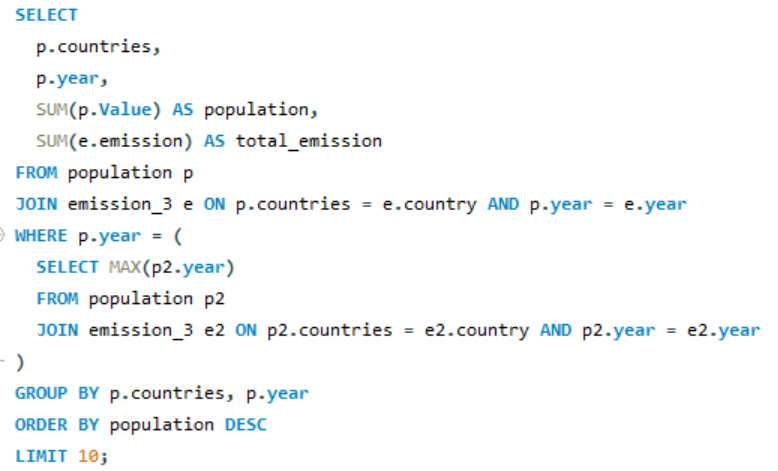 SELECT
p.countries,
p.year,
SUM(p.Value) AS population,
SUM(e.emission) AS total_emission
FROM population p
JOIN emission_3 e ON p.countries = e.country AND p.year = e.year
WHERE p.year = (
SELECT MAX(p2.year)
FROM population p2
JOIN emission_3 e2 ON p2.countries = e2.country AND p2.year = e2.year
)
GROUP BY p.countries, p.year
ORDER BY population DESC
LIMIT 10;